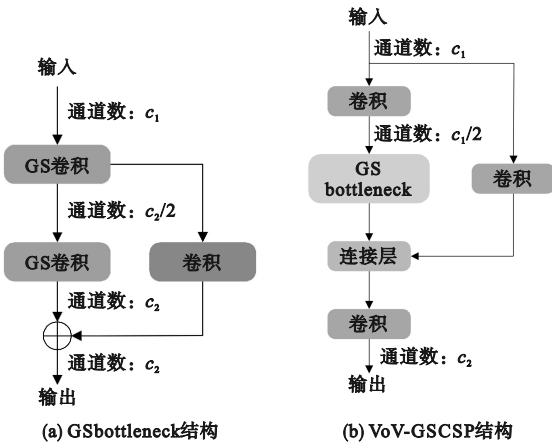 输入
通道数：c₁
GS卷积
通道数：c₂/2
GS卷积
卷积
通道数：c₂
通道数：c₂
输出
(a) GSbottleneck结构
输入
通道数：c₁
卷积
通道数：c₁/2
GS
bottleneck
卷积
连接层
卷积
通道数：c₂
输出
(b) VoV-GSCSP结构